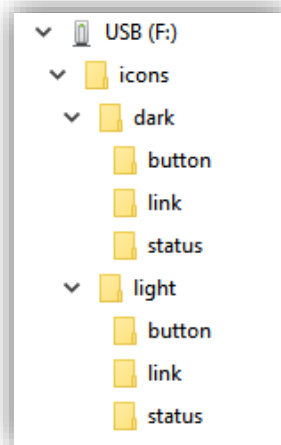 USB (F:)
icons
dark
button
link
status
light
button
link
status